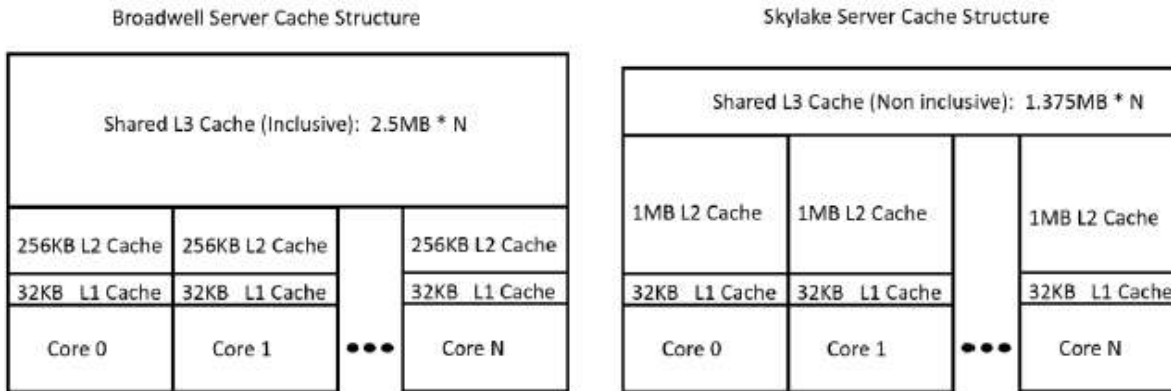 Broadwell Server Cache Structure
Shared L3 Cache (Inclusive): 2.5MB * N
256KB L2 Cache 256KB L2 Cache 256KB L2 Cache
32KB L1 Cache 32KB L1 Cache 32KB L1 Cache
Core 0 Core 1 ●●● Core N
Skylake Server Cache Structure
Shared L3 Cache (Non inclusive): 1.375MB * N
1MB L2 Cache 1MB L2 Cache 1MB L2 Cache
32KB L1 Cache 32KB L1 Cache 32KB L1 Cache
Core 0 Core 1 ●●● Core N